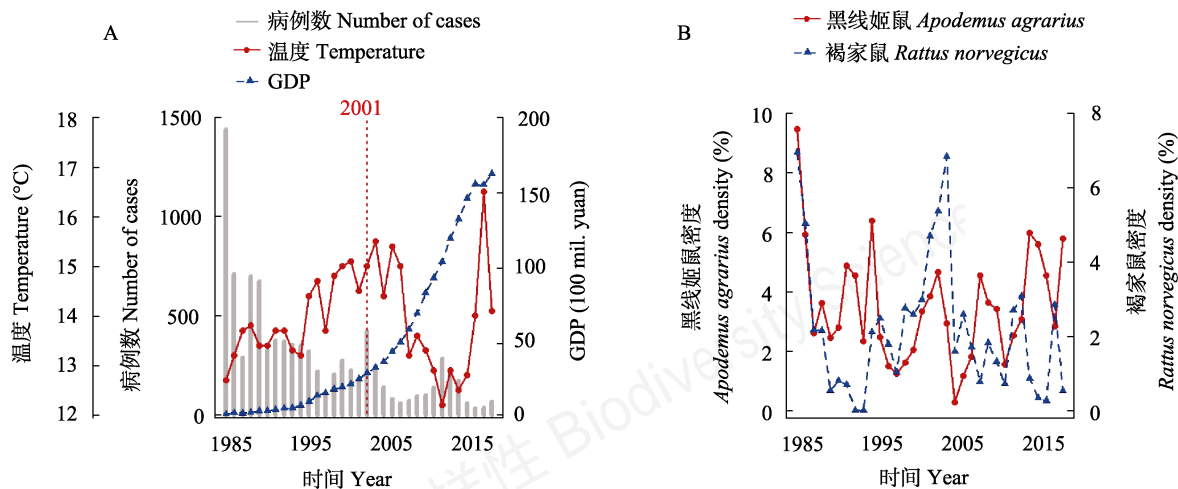 A
病例数 Number of cases
温度 Temperature
GDP
2001
温度 Temperature (°C)
18
17
16
15
14
13
12
病例数 Number of cases
1500
1000
500
0
GDP (100 mil. yuan)
200
150
100
50
0
1985 1995 2005 2015
时间 Year
B
黑线姬鼠 Apodemus agrarius
褐家鼠 Rattus norvegicus
黑线姬鼠密度
Apodemus agrarius density (%)
10
8
6
4
2
0
褐家鼠密度
Rattus norvegicus density (%)
8
6
4
2
0
1985 1995 2005 2015
时间 Year
样性 Biodiversity Science